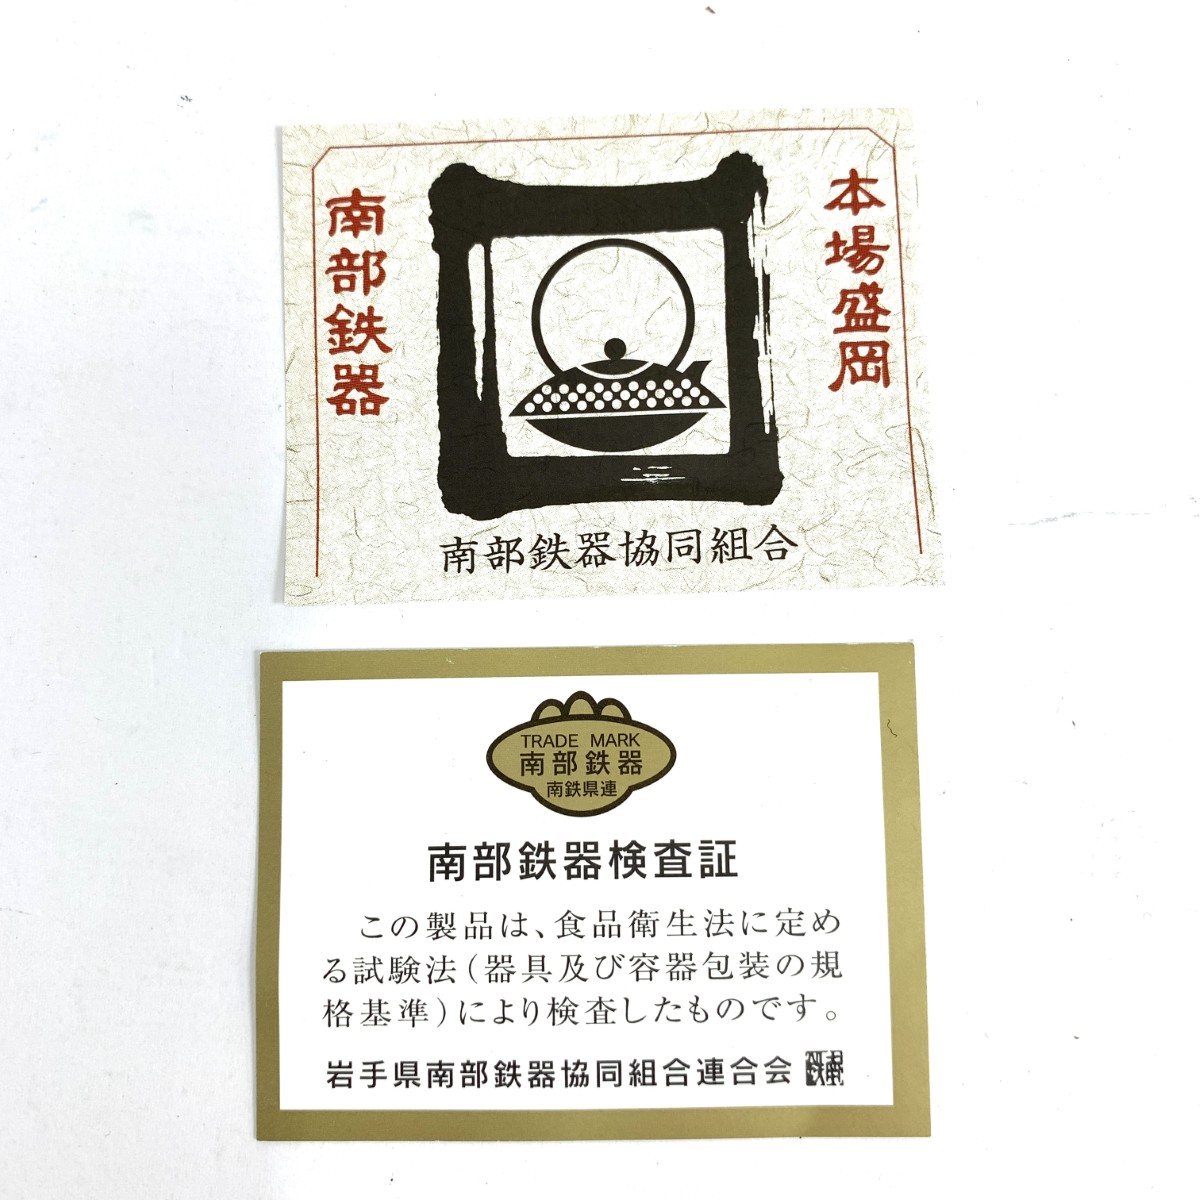 本場盛岡
南部鉄器
南部鉄器協同組合
TRADE MARK
南部鉄器
南鉄県連
南部鉄器検査証
この製品は、食品衛生法に定め
る試験法(器具及び容器包装の規
格基準)により検査したものです。
岩手県南部鉄器協同組合連合会